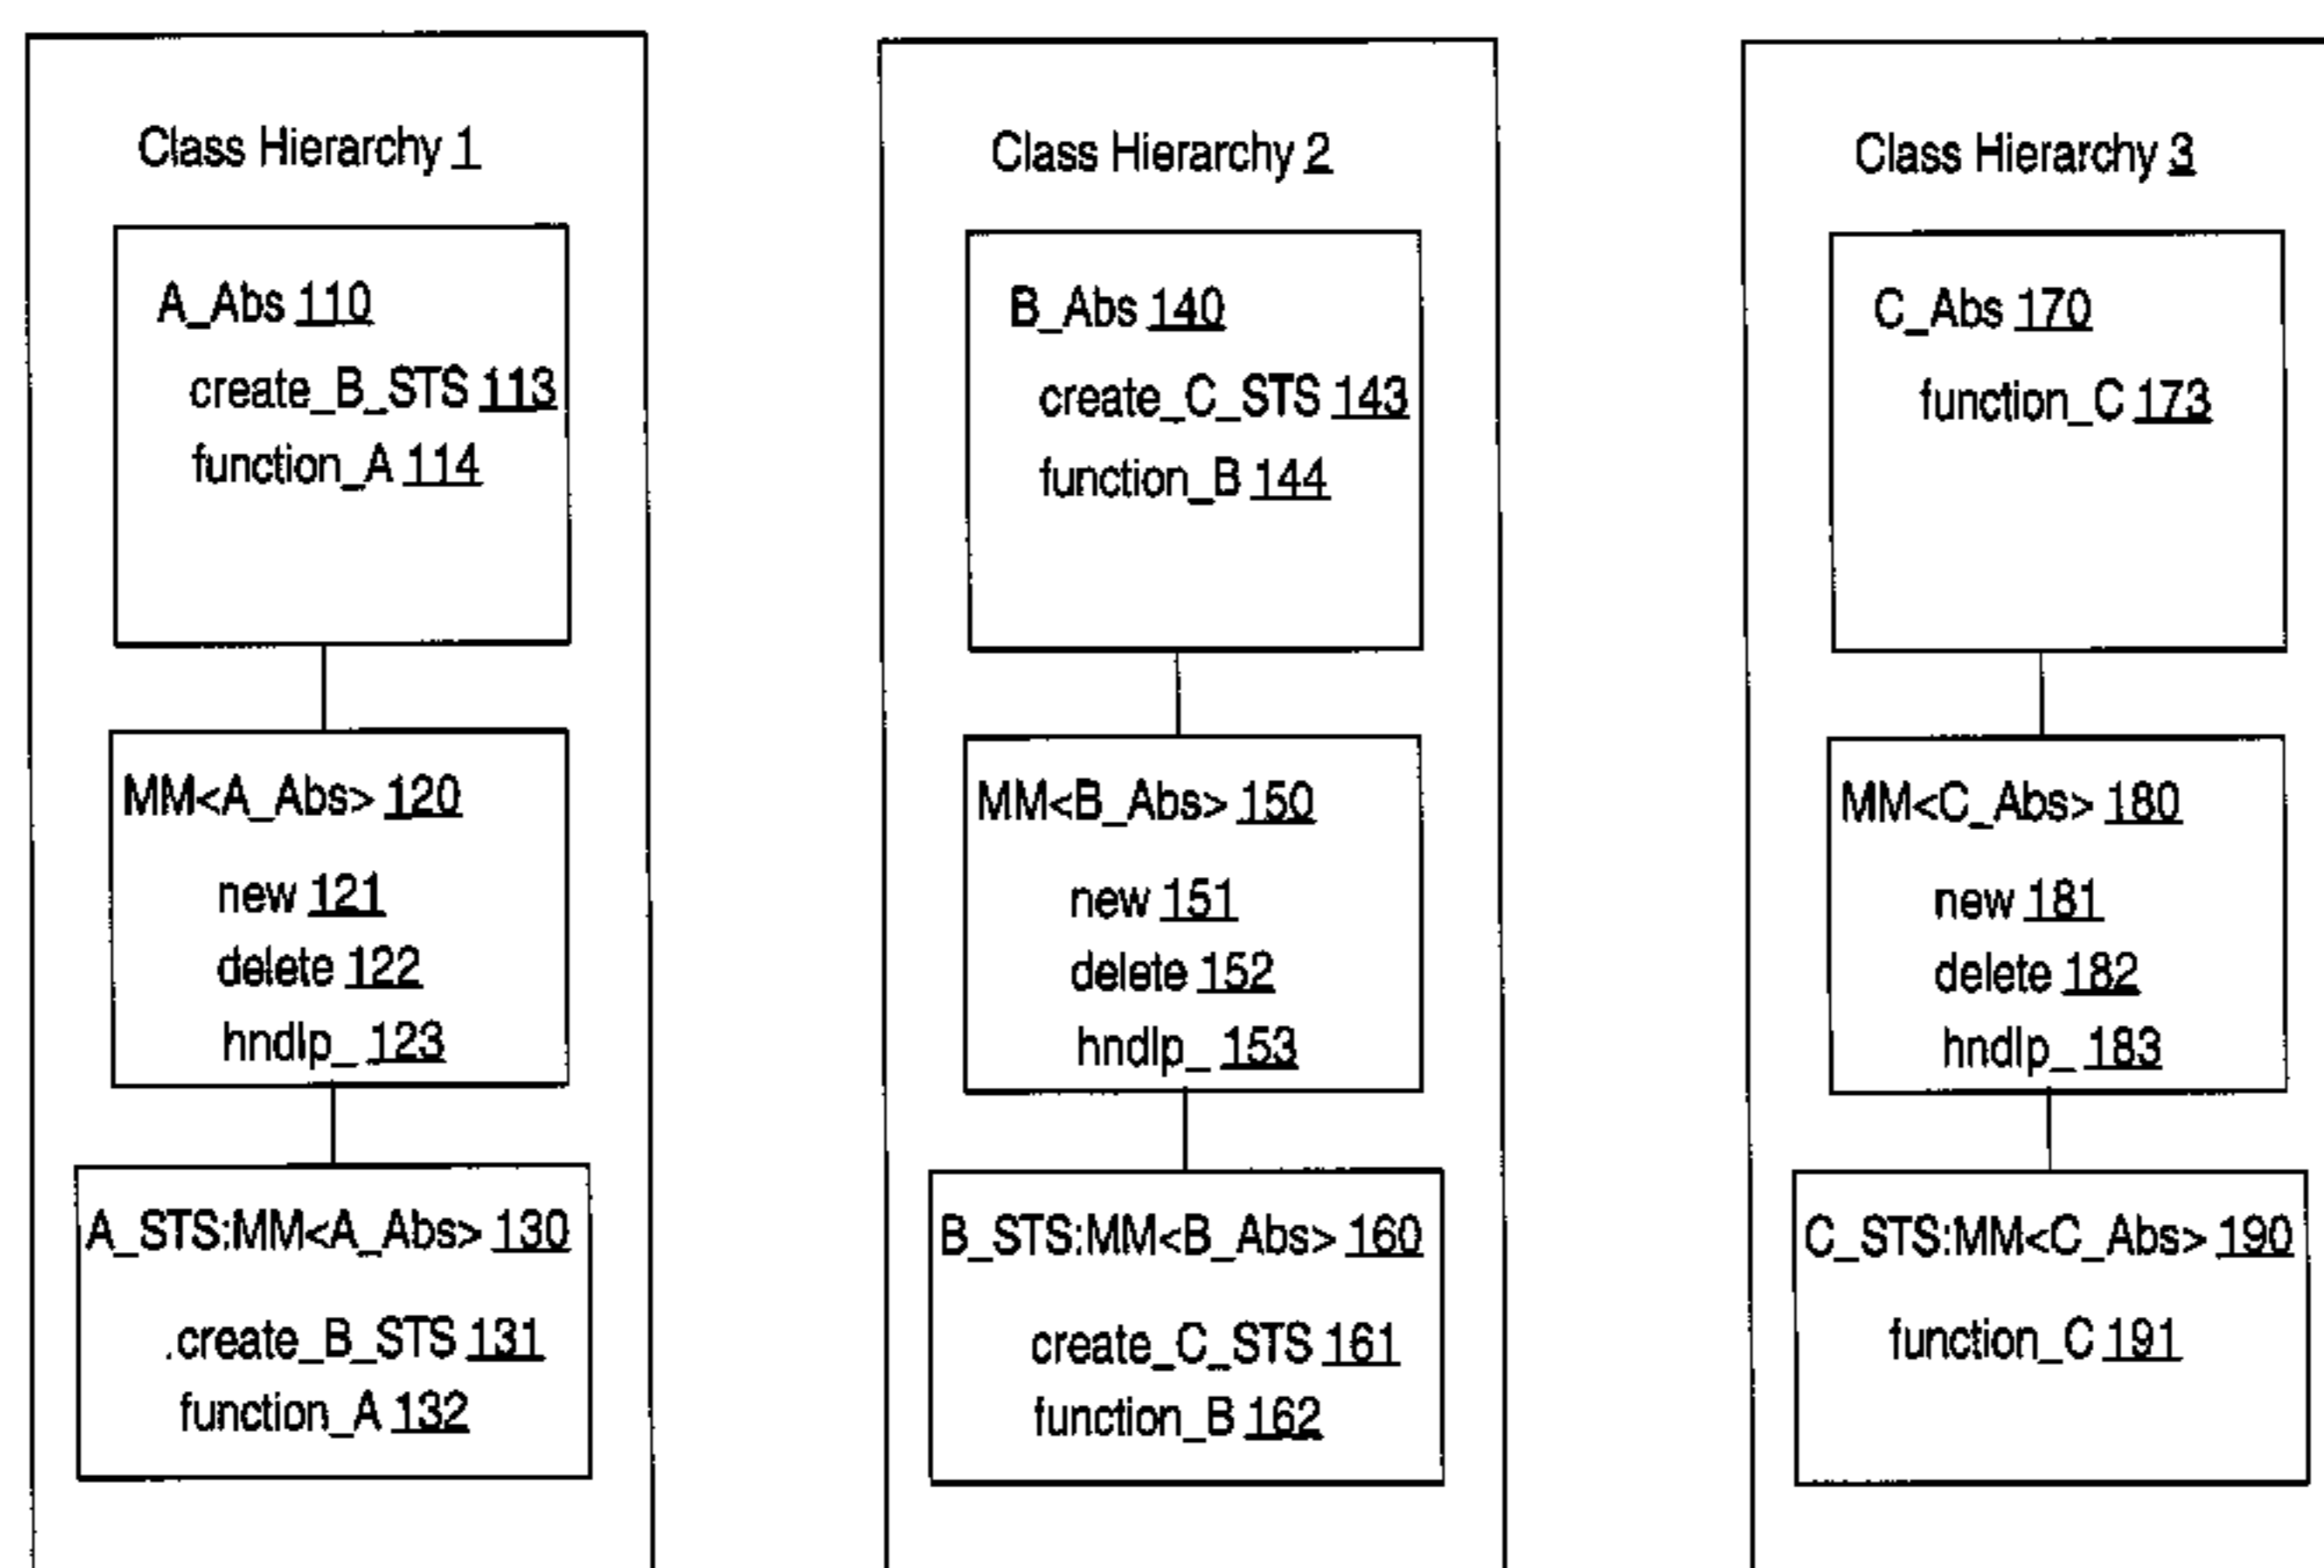 Class Hierarchy 1
A_Abs 110
create_B_STS 113
function_A 114
MM<A_Abs> 120
new 121
delete 122
hndlp_ 123
A_STS:MM<A_Abs> 130
create_B_STS 131
function_A 132
Class Hierarchy 2
B_Abs 140
create_C_STS 143
function_B 144
MM<B_Abs> 150
new 151
delete 152
hndlp_ 153
B_STS:MM<B_Abs> 160
create_C_STS 161
function_B 162
Class Hierarchy 3
C_Abs 170
function_C 173
MM<C_Abs> 180
new 181
delete 182
hndlp_ 183
C_STS:MM<C_Abs> 190
function_C 191